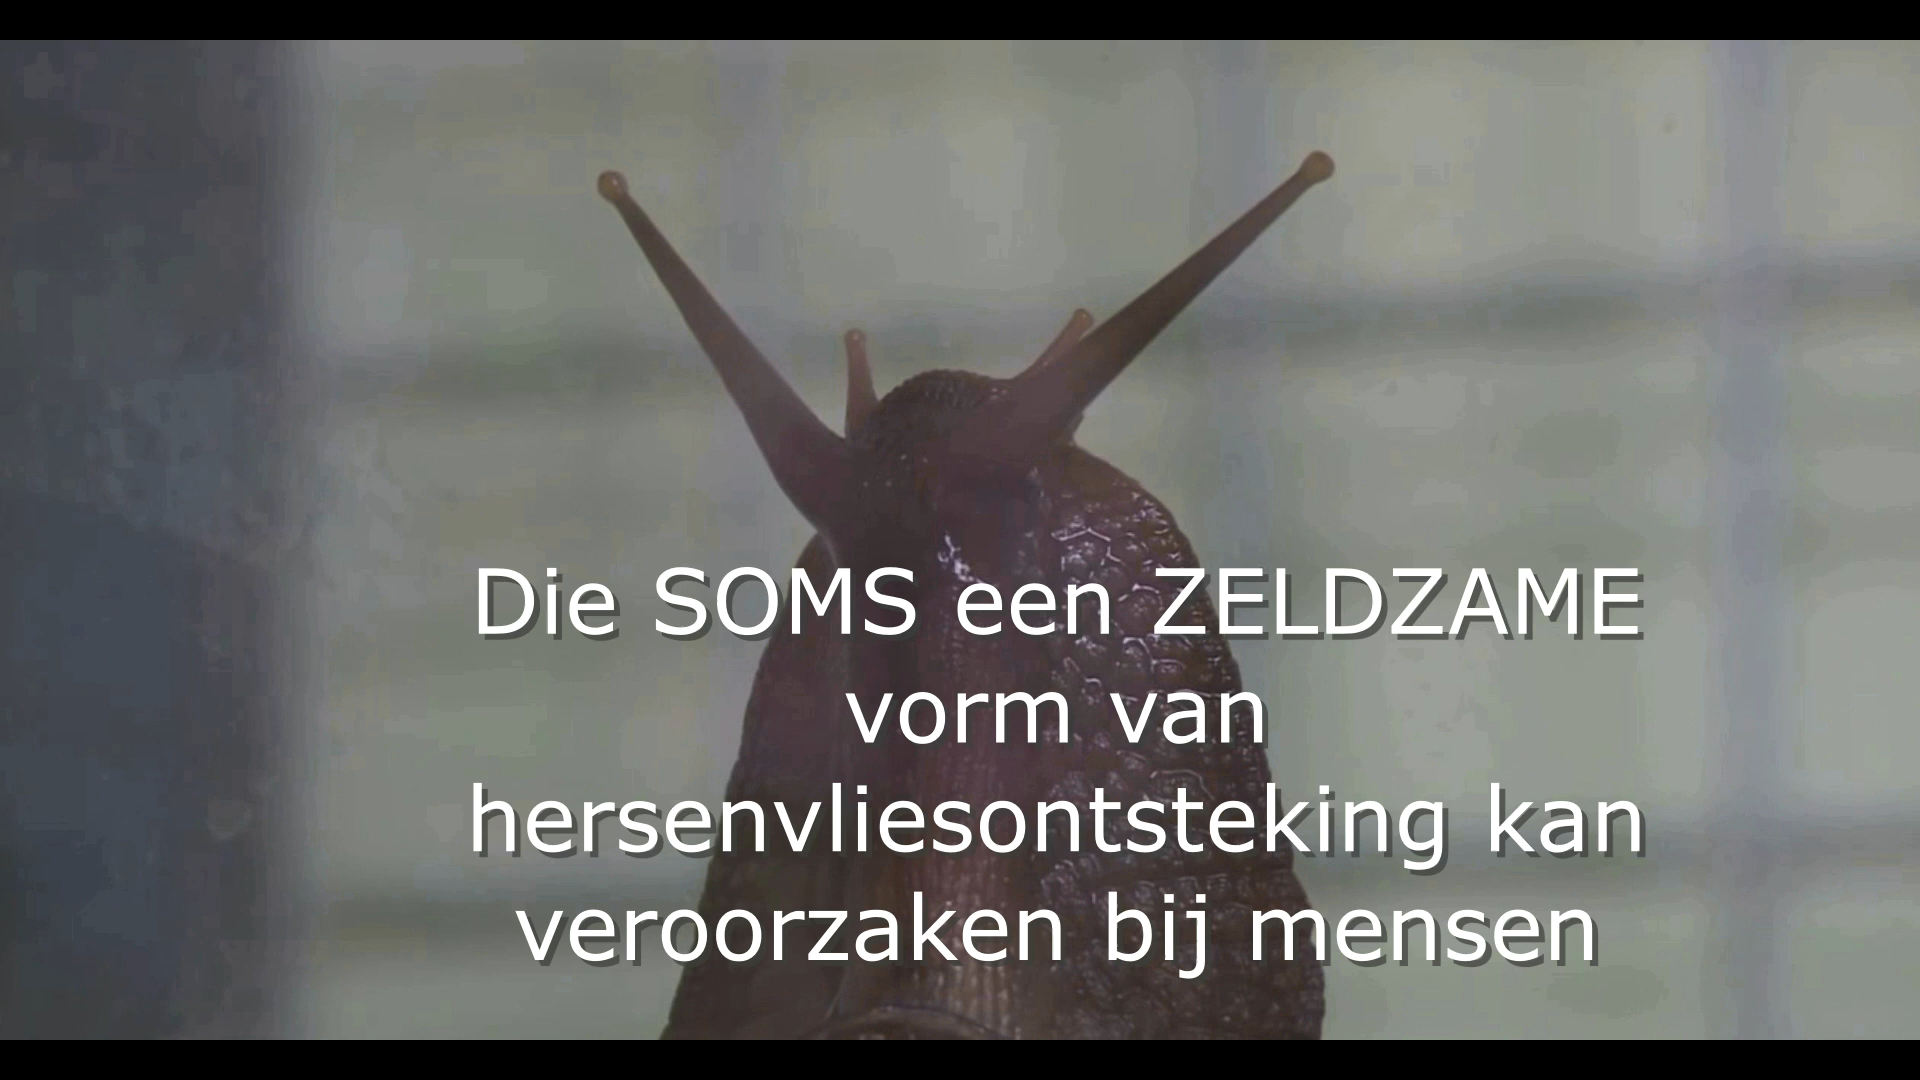 Die SOMS een ZELDZAME
vorm van
hersenvliesontsteking kan
veroorzaken bij mensen